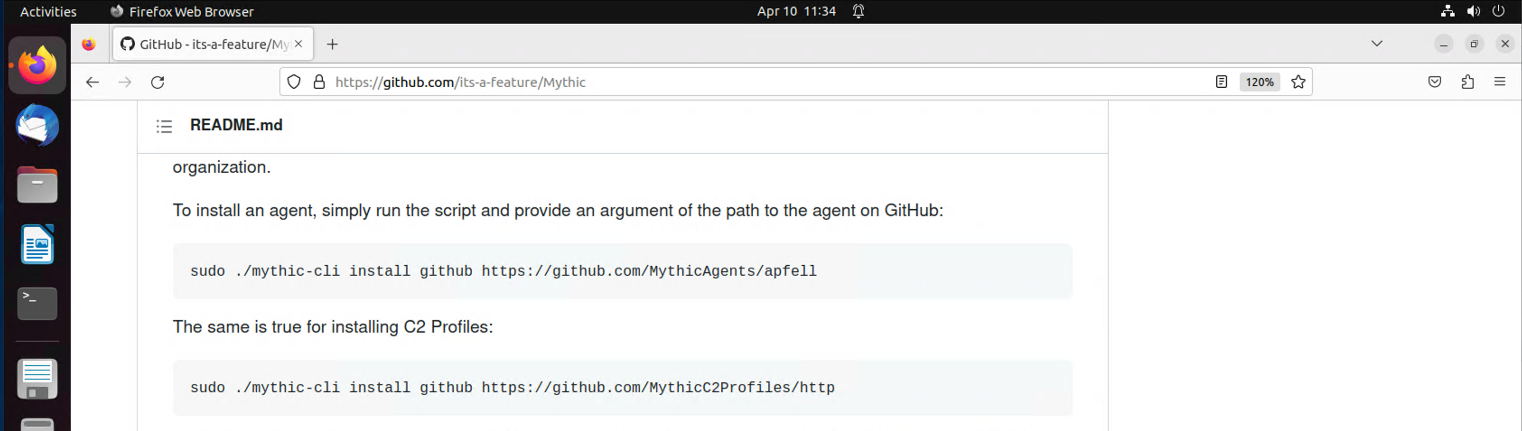 Activities
Firefox Web Browser
Apr 10 11:34
GitHub - its-a-feature/My
https://github.com/its-a-feature/Mythic
120%
README.md
organization.
To install an agent, simply run the script and provide an argument of the path to the agent on GitHub:
sudo ./mythic-cli install github https://github.com/MythicAgents/apfell
The same is true for installing C2 Profiles:
sudo ./mythic-cli install github https://github.com/MythicC2Profiles/http